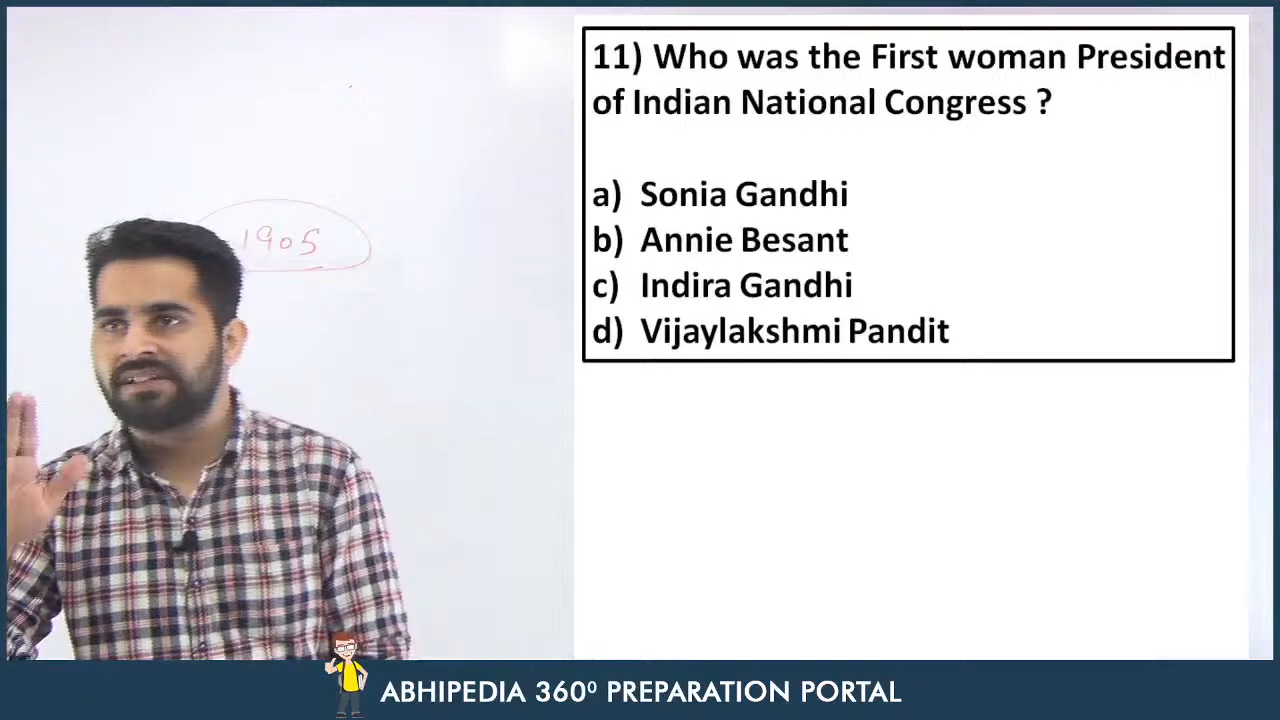 11) Who was the First woman President
of Indian National Congress ?
a) Sonia Gandhi
b) Annie Besant
c) Indira Gandhi
d) Vijaylakshmi Pandit
1905
ABHIPEDIA 360⁰ PREPARATION PORTAL